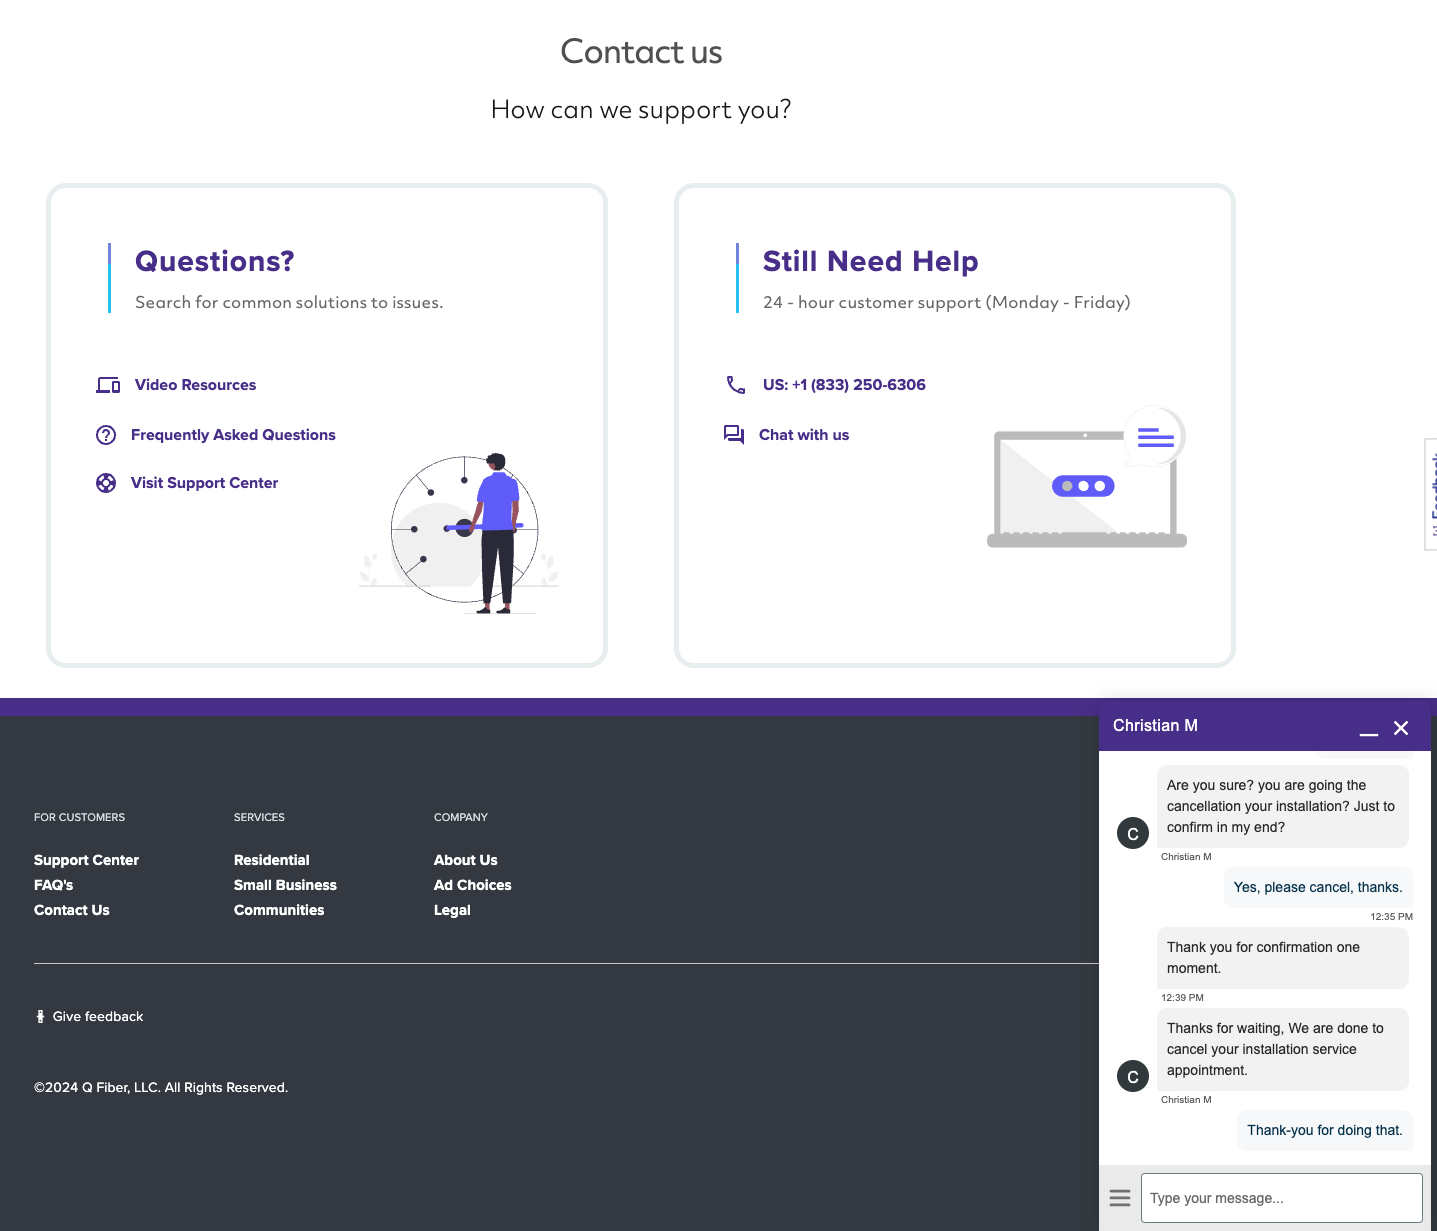 Contact us
How can we support you?
Questions?
Search for common solutions to issues.
Video Resources
Frequently Asked Questions
Visit Support Center
Still Need Help
24 - hour customer support (Monday - Friday)
US: +1 (833) 250-6306
Chat with us
Feedback
FOR CUSTOMERS
Support Center
FAQ's
Contact Us
SERVICES
Residential
Small Business
Communities
COMPANY
About Us
Ad Choices
Legal
Give feedback
©2024 Q Fiber, LLC. All Rights Reserved.
Christian M
Are you sure? you are going the
cancellation your installation? Just to
confirm in my end?
C
Christian M
Yes, please cancel, thanks.
12:35 PM
Thank you for confirmation one
moment.
12:39 PM
Thanks for waiting, We are done to
cancel your installation service
appointment.
C
Christian M
Thank-you for doing that.
Type your message...